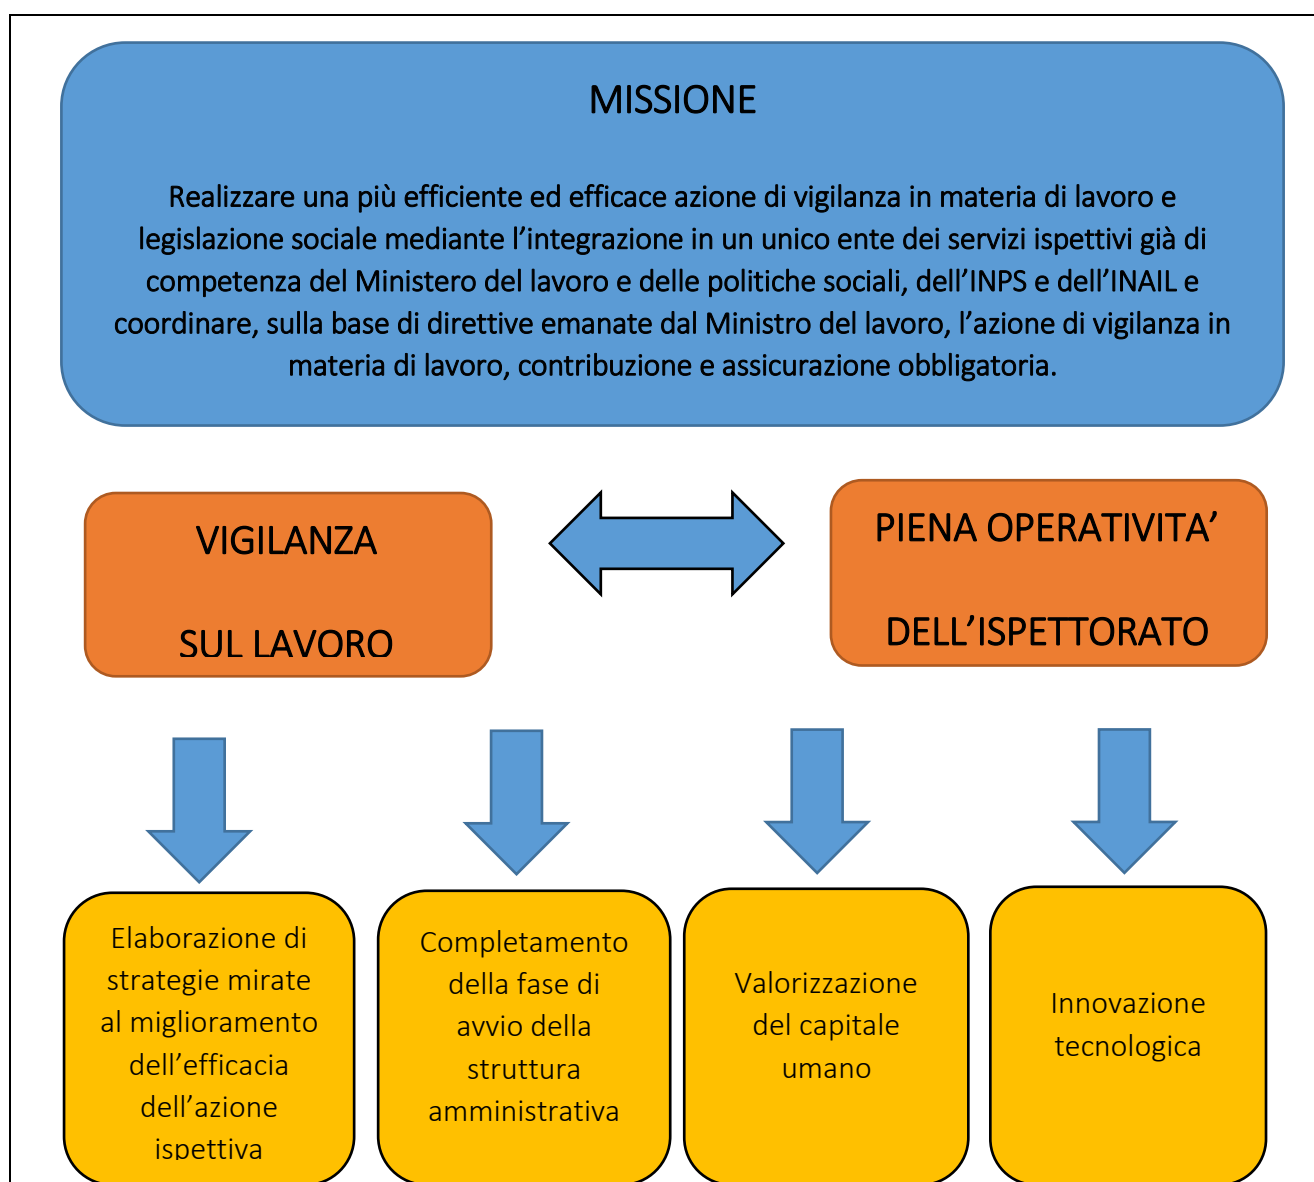 MISSIONE
Realizzare una più efficiente ed efficace azione di vigilanza in materia di lavoro e
legislazione sociale mediante l’integrazione in un unico ente dei servizi ispettivi già di
competenza del Ministero del lavoro e delle politiche sociali, dell’INPS e dell’INAIL e
coordinare, sulla base di direttive emanate dal Ministro del lavoro, l’azione di vigilanza in
materia di lavoro, contribuzione e assicurazione obbligatoria.
VIGILANZA
SUL LAVORO
PIENA OPERATIVITA’
DELL’ISPETTORATO
Elaborazione di
strategie mirate
al miglioramento
dell’efficacia
dell’azione
ispettiva
Completamento
della fase di
avvio della
struttura
amministrativa
Valorizzazione
del capitale
umano
Innovazione
tecnologica